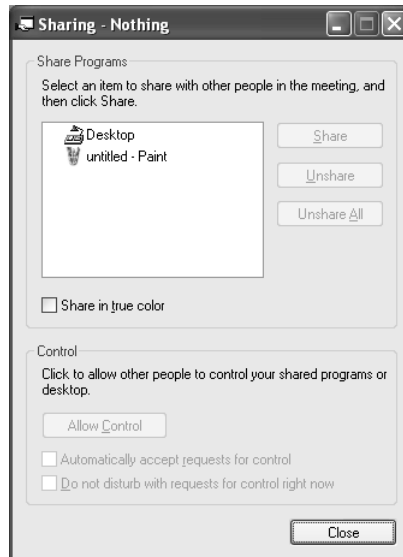 Sharing - Nothing
Share Programs
Select an item to share with other people in the meeting, and
then click Share.
Desktop
untitled - Paint
Share
Unshare
Unshare All
Share in true color
Control
Click to allow other people to control your shared programs or
desktop.
Allow Control
Automatically accept requests for control
Do not disturb with requests for control right now
Close